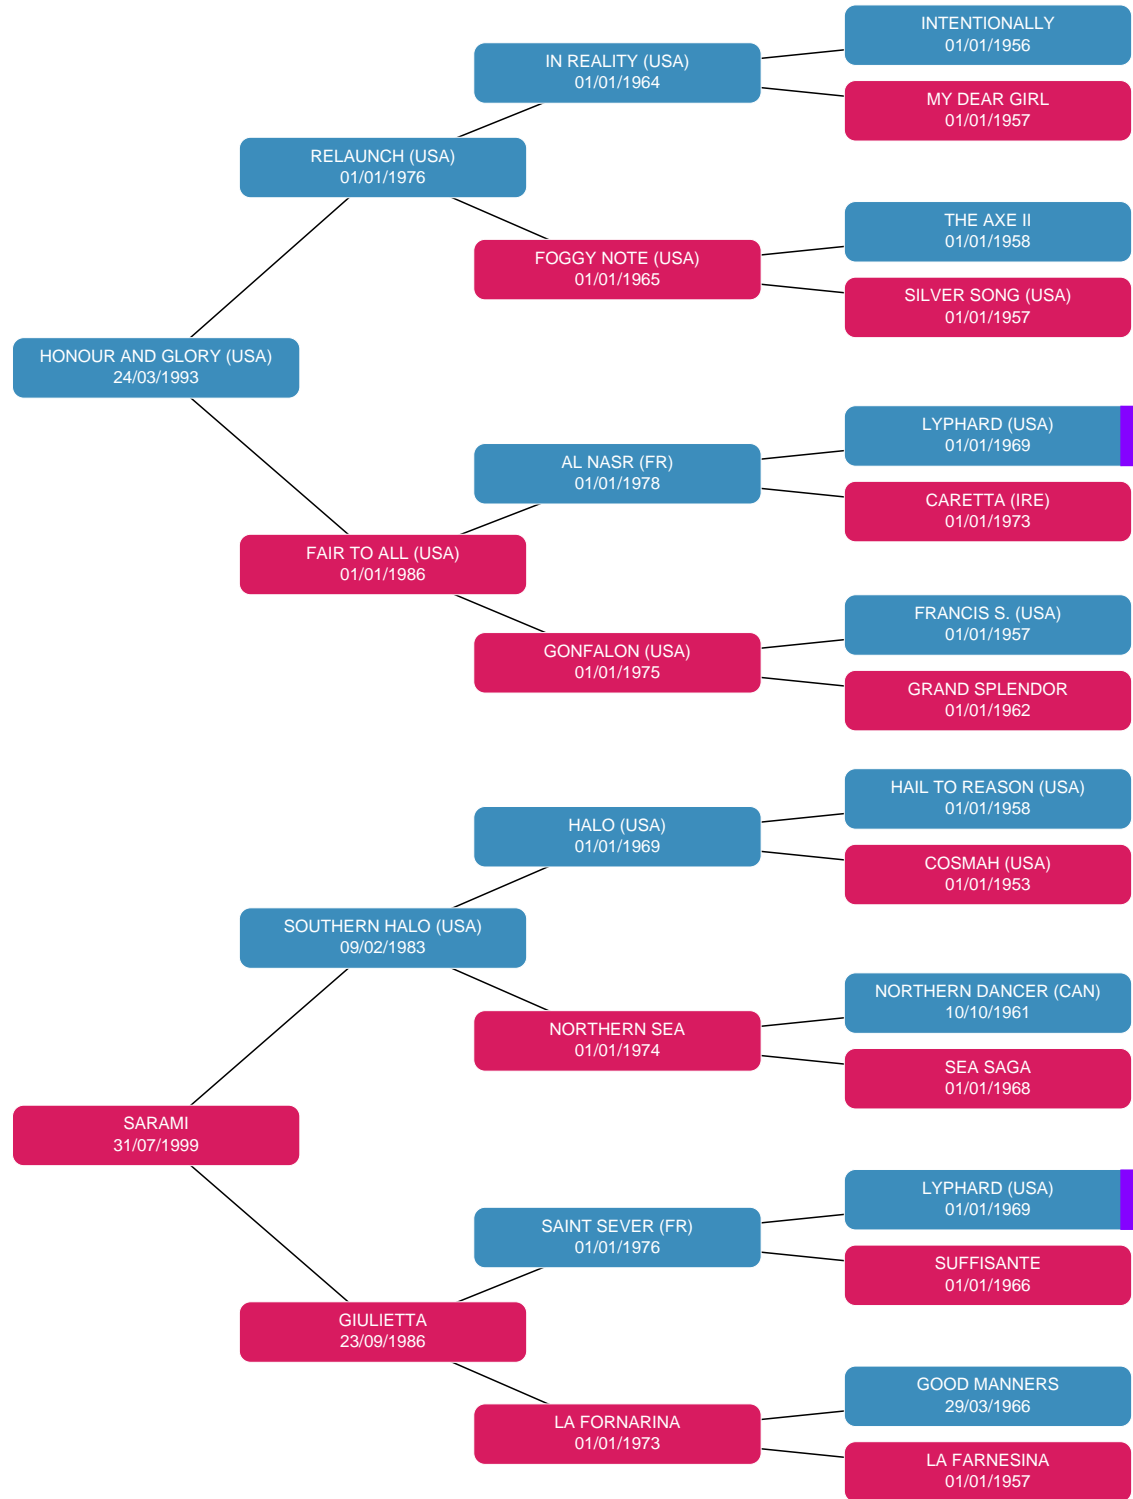 INTENTIONALLY
01/01/1956
IN REALITY (USA)
01/01/1964
MY DEAR GIRL
01/01/1957
RELAUNCH (USA)
01/01/1976
THE AXE II
01/01/1958
FOGGY NOTE (USA)
01/01/1965
SILVER SONG (USA)
01/01/1957
HONOUR AND GLORY (USA)
24/03/1993
LYPHARD (USA)
01/01/1969
AL NASR (FR)
01/01/1978
CARETTA (IRE)
01/01/1973
FAIR TO ALL (USA)
01/01/1986
FRANCIS S. (USA)
01/01/1957
GONFALON (USA)
01/01/1975
GRAND SPLENDOR
01/01/1962
HAIL TO REASON (USA)
01/01/1958
HALO (USA)
01/01/1969
COSMAH (USA)
01/01/1953
SOUTHERN HALO (USA)
09/02/1983
NORTHERN DANCER (CAN)
10/10/1961
NORTHERN SEA
01/01/1974
SEA SAGA
01/01/1968
SARAMI
31/07/1999
LYPHARD (USA)
01/01/1969
SAINT SEVER (FR)
01/01/1976
SUFFISANTE
01/01/1966
GIULIETTA
23/09/1986
GOOD MANNERS
29/03/1966
LA FORNARINA
01/01/1973
LA FARNESINA
01/01/1957